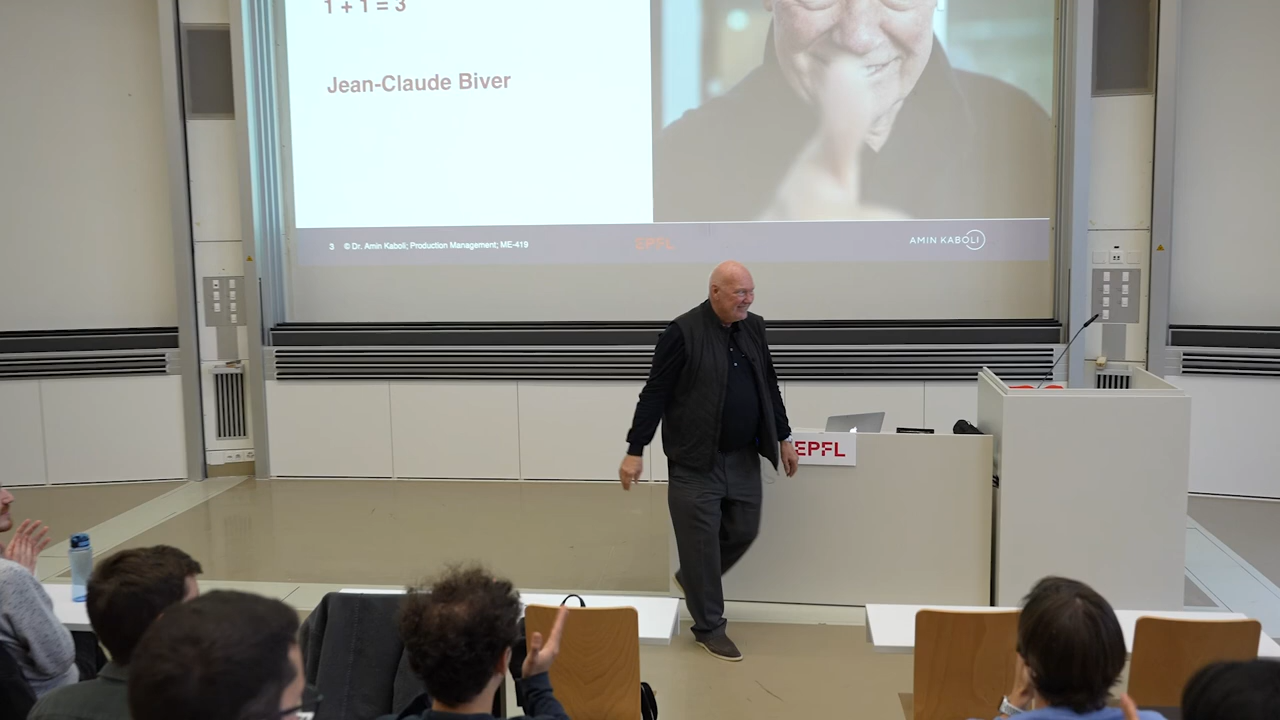 1 + 1 = 3
Jean-Claude Biver
3 © Dr. Amin Kaboli; Production Management; ME-419
EPFL
AMIN KABOLI
EPFL